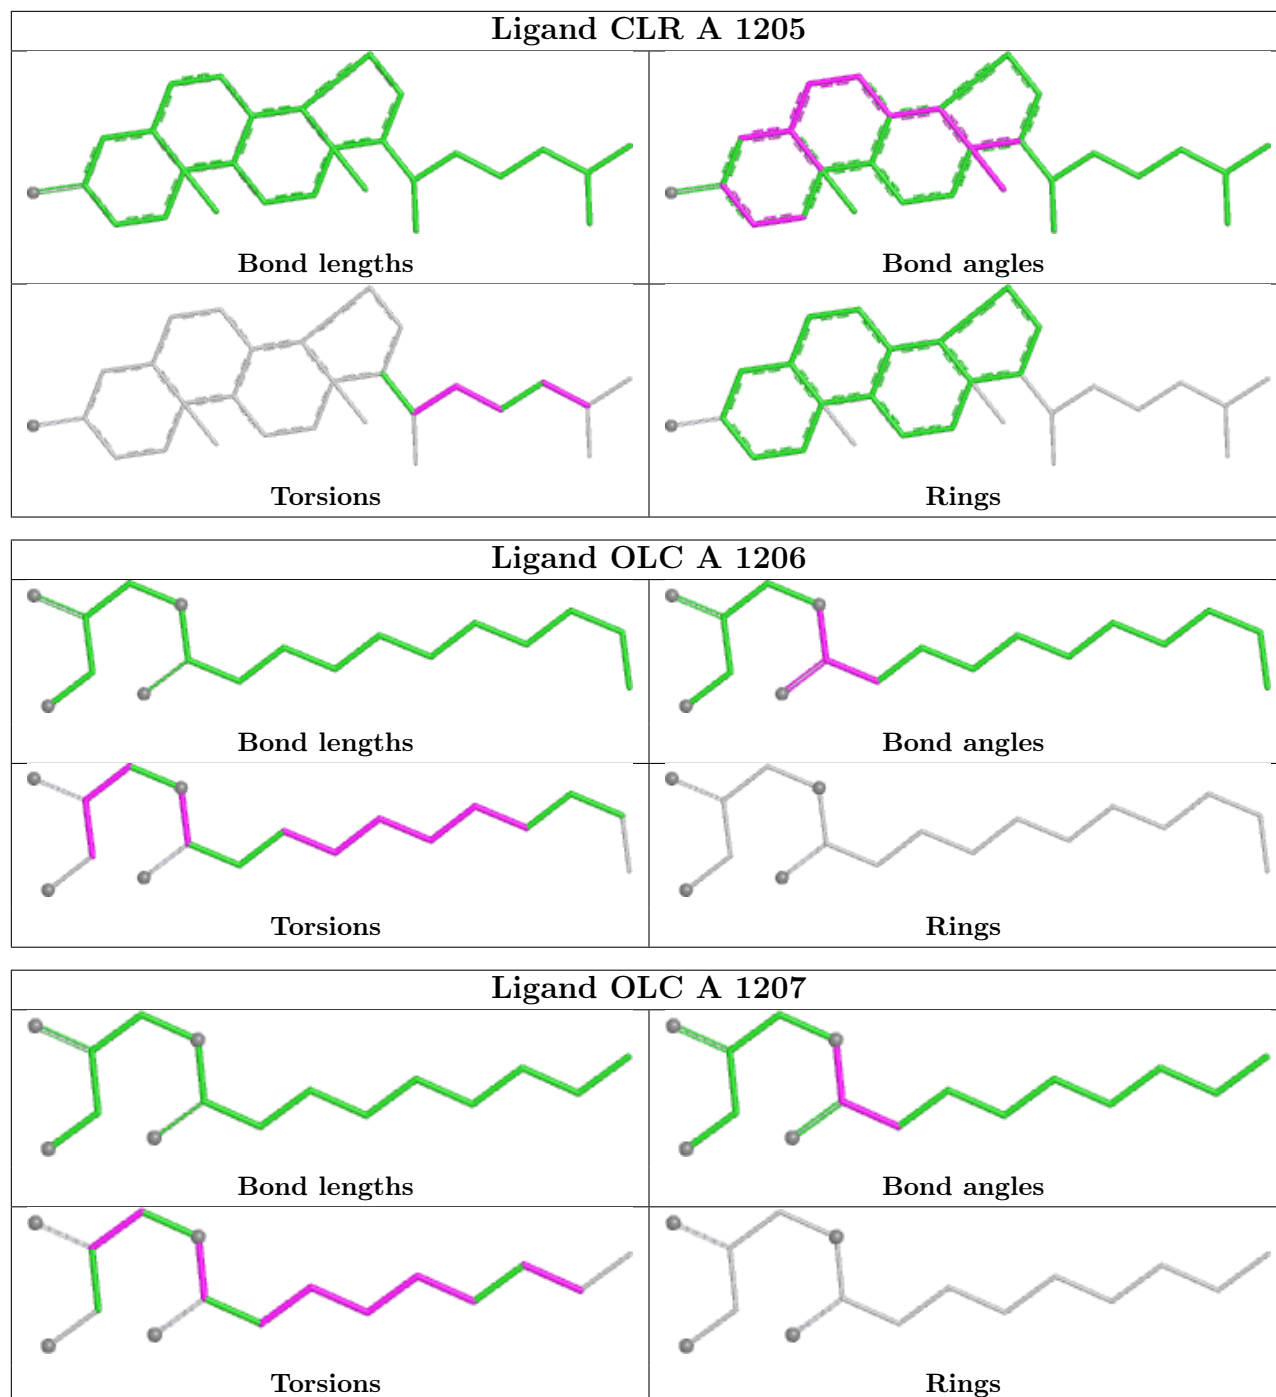 Ligand CLR A 1205
Bond lengths
Bond angles
Torsions
Rings
Ligand OLC A 1206
Bond lengths
Bond angles
Torsions
Rings
Ligand OLC A 1207
Bond lengths
Bond angles
Torsions
Rings